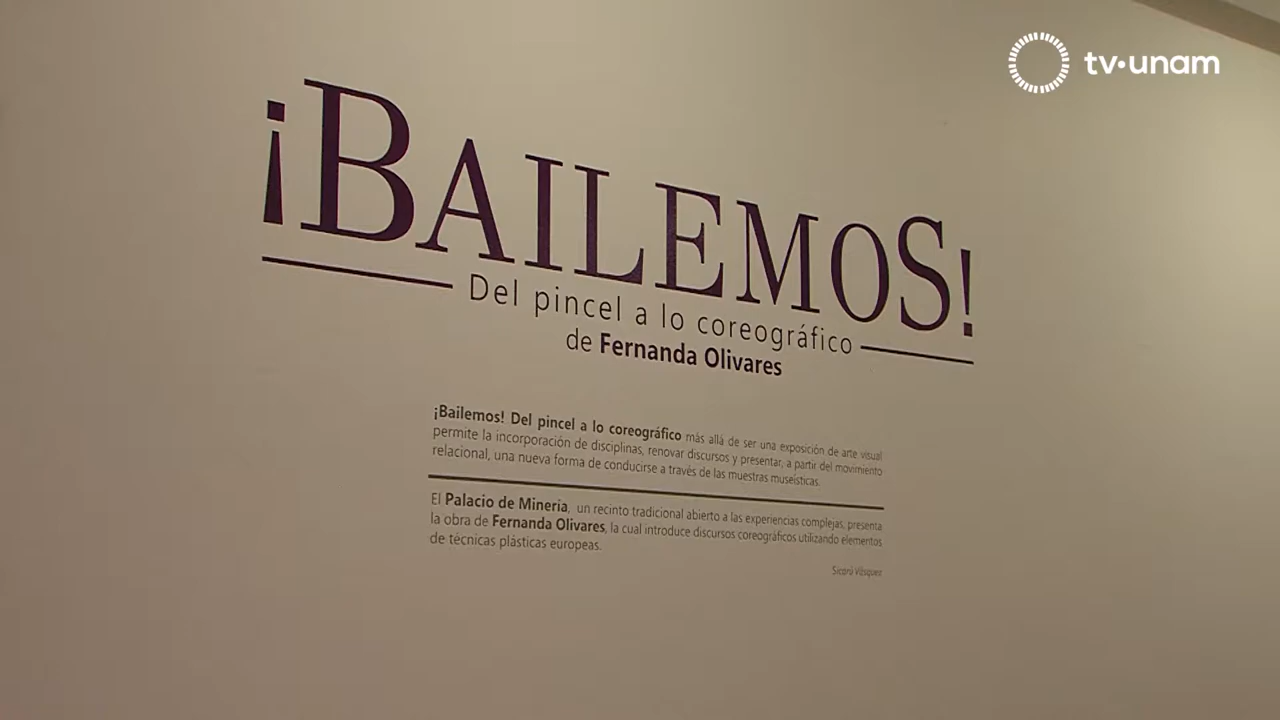 tv·unam
¡BAILEMOS!
Del pincel a lo coreográfico
de Fernanda Olivares
¡Bailemos! Del pincel a lo coreográfico más allá de ser una exposición de arte visual
permite la incorporación de disciplinas, renovar discursos y presentar, a partir del movimiento
relacional, una nueva forma de conducirse a través de las muestras museísticas.
El Palacio de Minería, un recinto tradicional abierto a las experiencias complejas, presenta
la obra de Fernanda Olivares, la cual introduce discursos coreográficos utilizando elementos
de técnicas plásticas europeas.
Vásquez